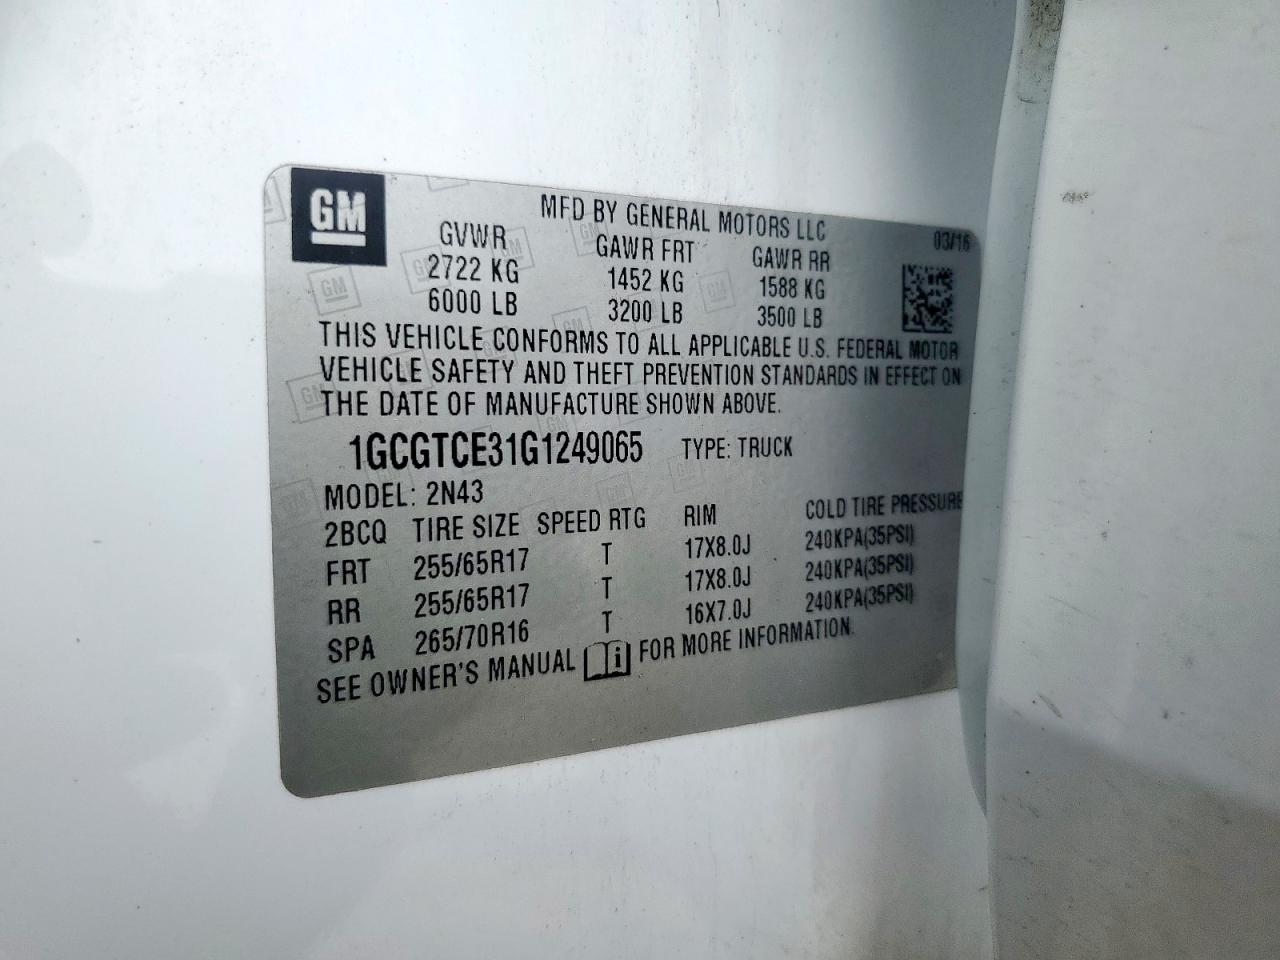 GM
MFD BY GENERAL MOTORS LLC
03/16
GVWR GAWR FRT GAWR RR
2722 KG 1452 KG 1588 KG
6000 LB 3200 LB 3500 LB
THIS VEHICLE CONFORMS TO ALL APPLICABLE U.S. FEDERAL MOTOR
VEHICLE SAFETY AND THEFT PREVENTION STANDARDS IN EFFECT ON
THE DATE OF MANUFACTURE SHOWN ABOVE.
1GCGTCE31G1249065 TYPE: TRUCK
MODEL: 2N43
2BCQ TIRE SIZE SPEED RTG RIM COLD TIRE PRESSURE
FRT 255/65R17 T 17X8.0J 240KPA(35PSI)
RR 255/65R17 T 17X8.0J 240KPA(35PSI)
SPA 265/70R16 T 16X7.0J 240KPA(35PSI)
SEE OWNER'S MANUAL i FOR MORE INFORMATION.